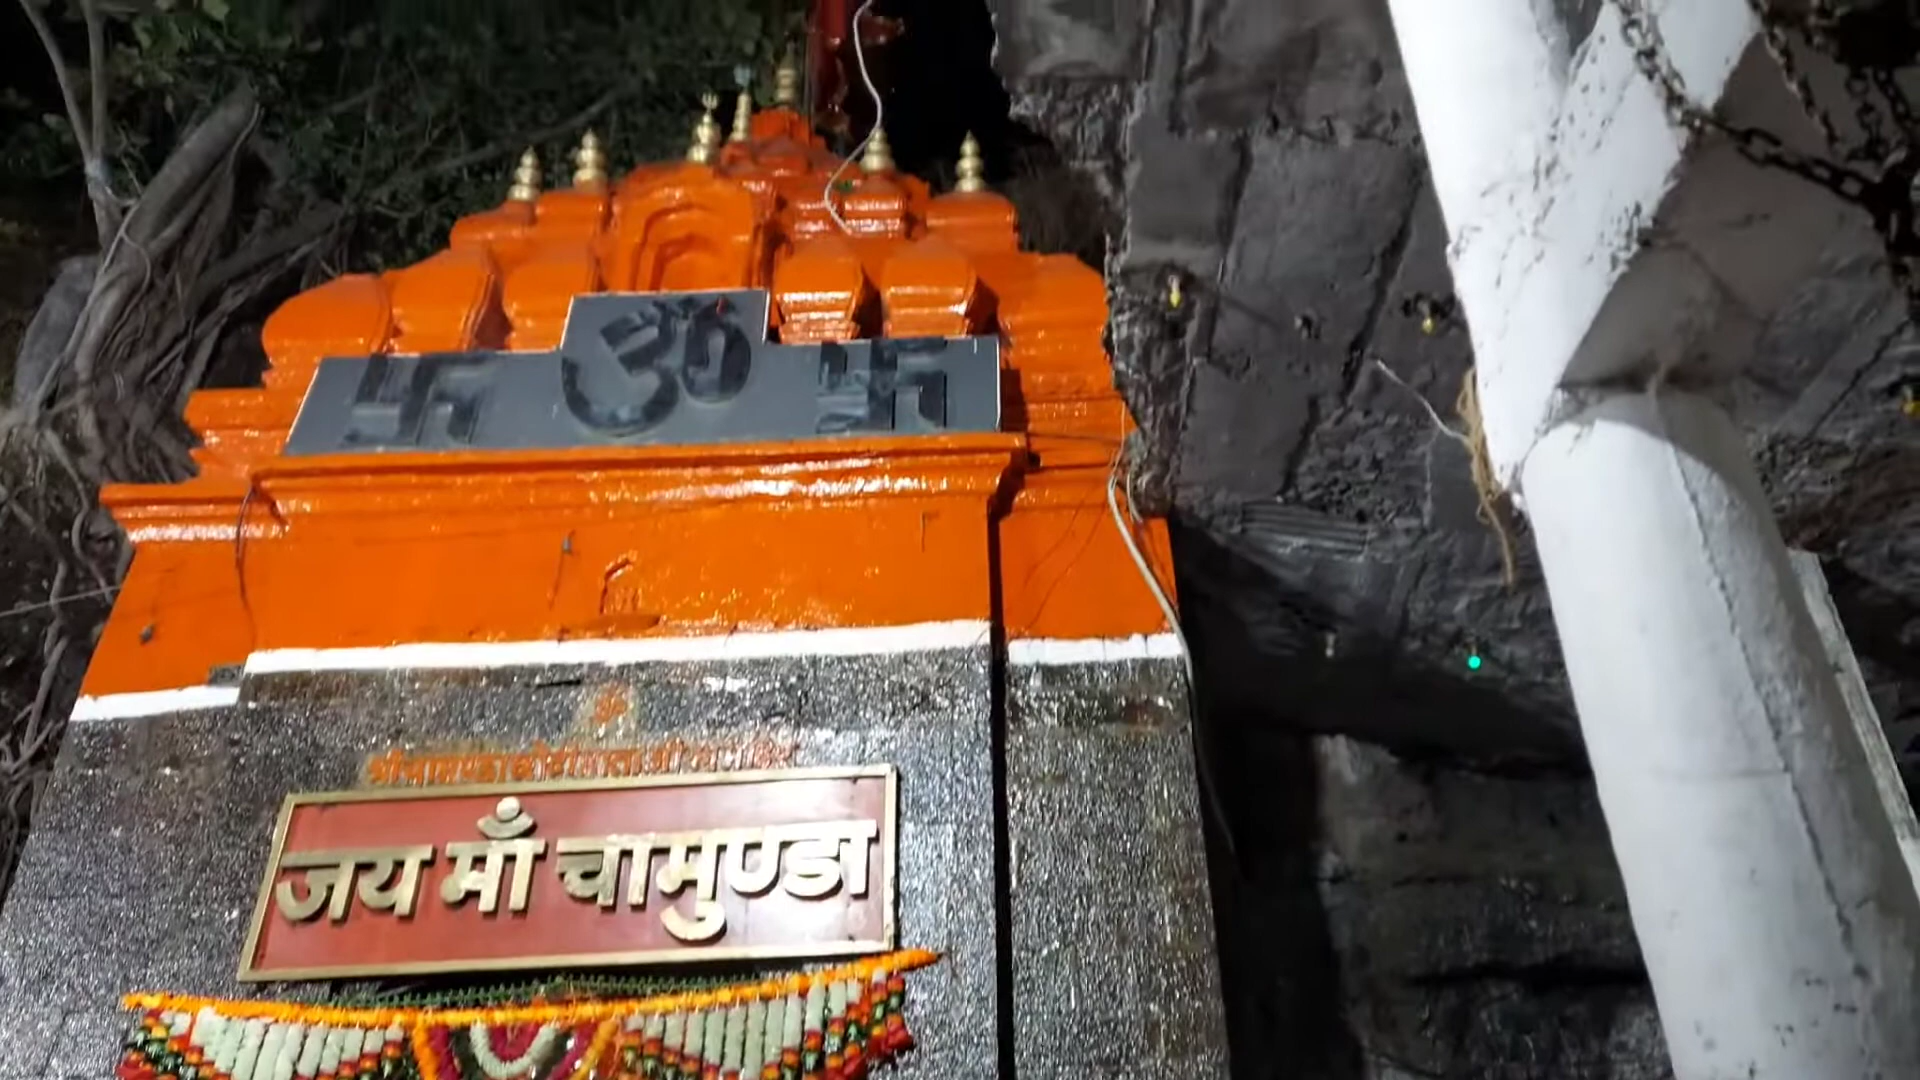 ॐ
ॐ
जय माँ चामुण्डा